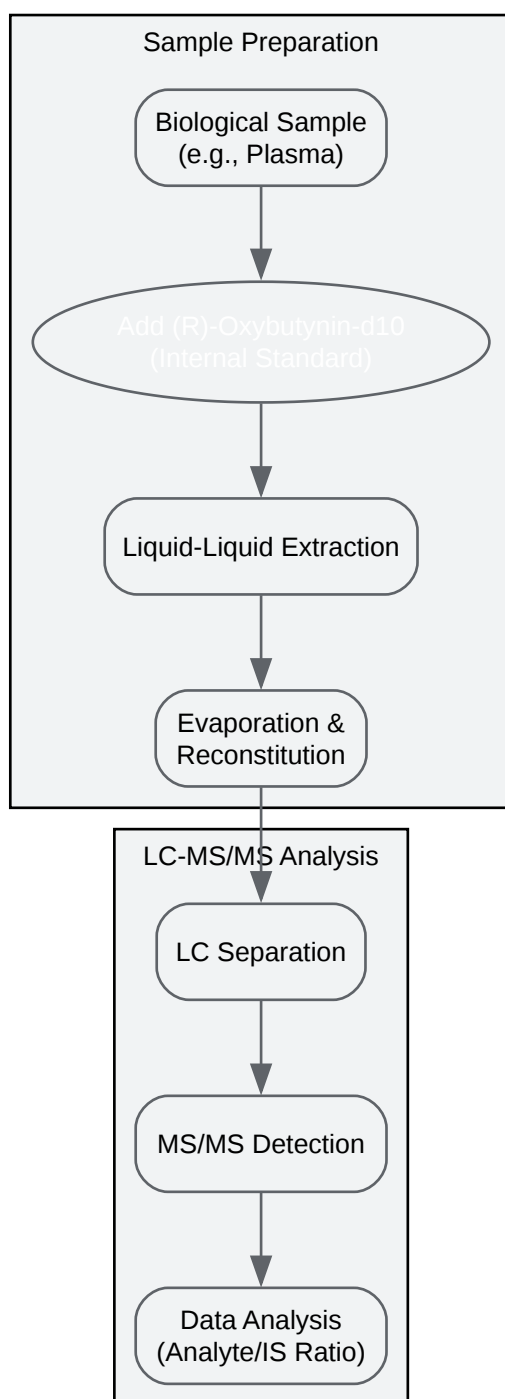 Sample Preparation
Biological Sample
(e.g., Plasma)
Add (R)-Oxybutynin-d10
(Internal Standard)
Liquid-Liquid Extraction
Evaporation &
Reconstitution
LC-MS/MS Analysis
LC Separation
MS/MS Detection
Data Analysis
(Analyte/IS Ratio)